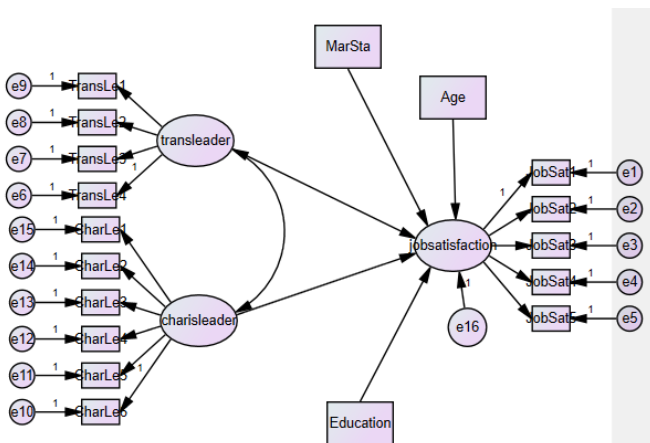 MarSta
Age
e9
1
TransLe1
e8
1
TransLe2
e7
1
TransLe3
e6
1
TransLe4
1
transleader
e15
1
CharLe1
e14
1
CharLe2
e13
1
CharLe3
e12
1
CharLe4
e11
1
CharLe5
e10
1
CharLe6
1
charisleader
jobsatisfaction
1
JobSat1
1
e1
JobSat2
1
e2
JobSat3
1
e3
JobSat4
1
e4
JobSat5
1
e5
1
e16
Education